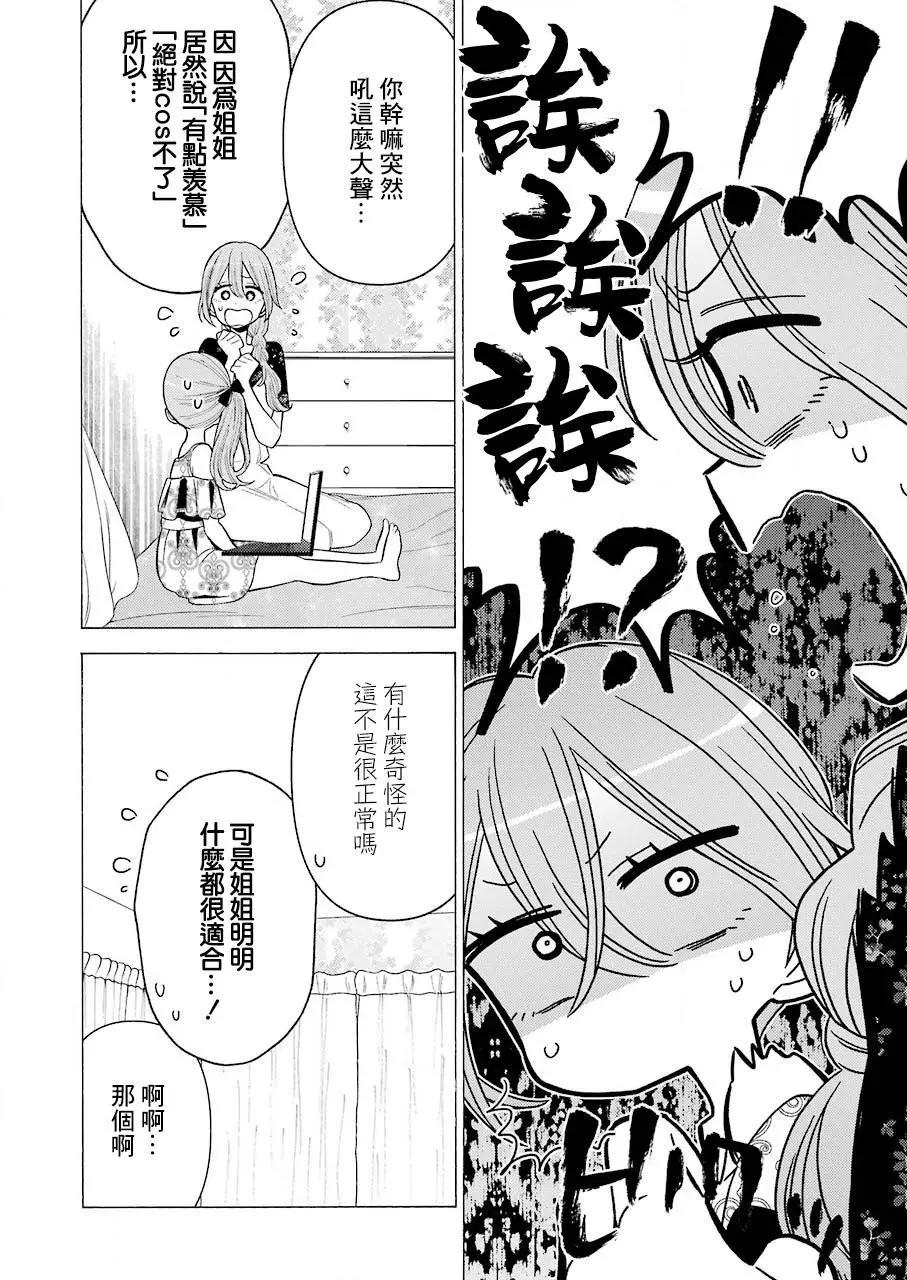 誒
誒
誒
!!
!!?
ビクッ
你幹嘛突然
吼這麼大聲…
因 因為姐姐
居然說「有點羨慕」
「絕對cos不了」
所以…
有什麼奇怪的
這不是很正常嗎
可是姐姐明明
什麼都很適合…！
啊啊…
那個啊